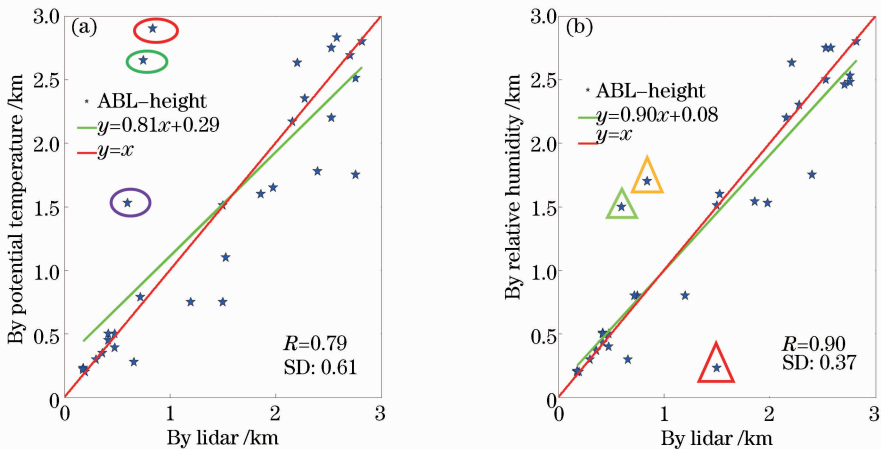 (a)
By potential temperature /km
3.0
2.5
2.0
1.5
1.0
0.5
0
ABL-height
y=0.81x+0.29
y=x
R=0.79
SD: 0.61
0 1 2 3
By lidar /km
(b)
By relative humidity /km
3.0
2.5
2.0
1.5
1.0
0.5
0
ABL-height
y=0.90x+0.08
y=x
R=0.90
SD: 0.37
0 1 2 3
By lidar /km